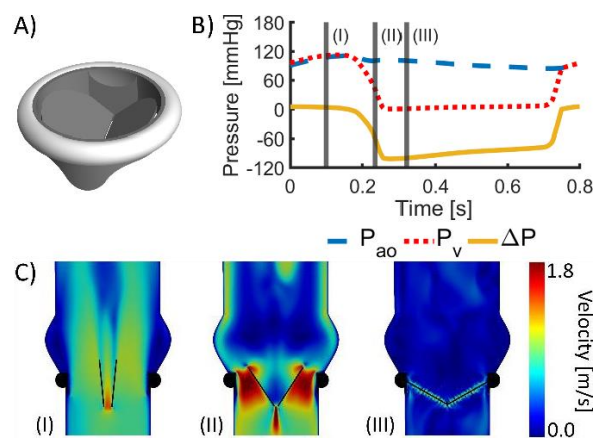 A)
B)
Pressure [mmHg]
180
120
60
0
-60
-120
(I)
(II)
(III)
0
0.2
0.4
0.6
0.8
Time [s]
P_ao
P_v
ΔP
C)
(I)
(II)
(III)
1.8
Velocity [m/s]
0.0